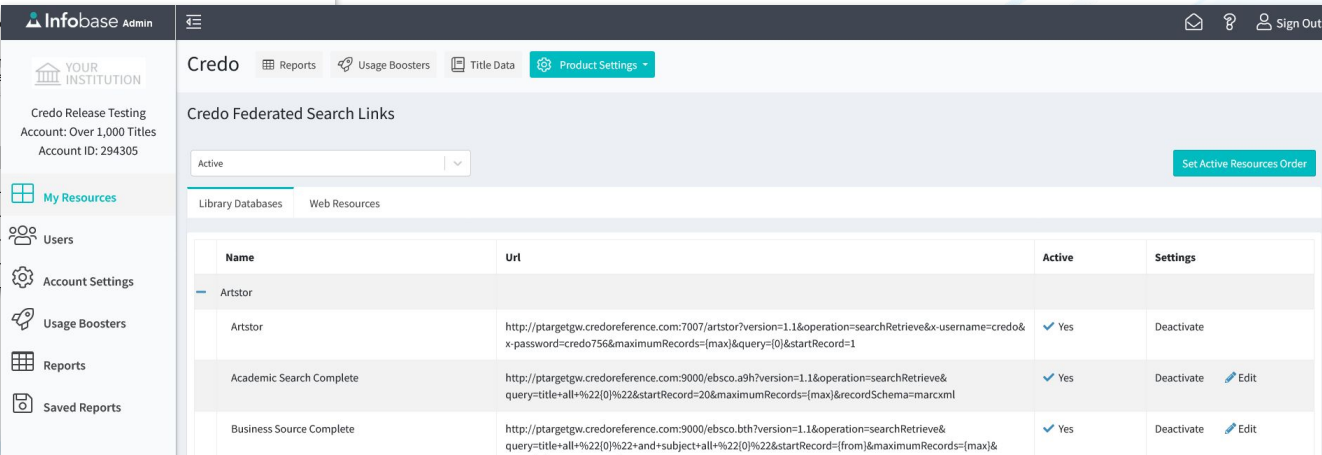 Infobase Admin
Sign Out
YOUR
INSTITUTION
Credo Release Testing
Account: Over 1,000 Titles
Account ID: 294305
My Resources
Users
Account Settings
Usage Boosters
Reports
Saved Reports
Credo Reports Usage Boosters Title Data Product Settings
Credo Federated Search Links
Active
Set Active Resources Order
Library Databases Web Resources
Name Url Active Settings
Artstor
Artstor http://ptargetgw.credoreference.com:7007/artstor?version=1.1&operation=searchRetrieve&x-username=credo& Yes Deactivate
x-password=credo756&maximumRecords={max}&query={0}&startRecord=1
Academic Search Complete http://ptargetgw.credoreference.com:9000/ebsco.a9h?version=1.1&operation=searchRetrieve& Yes Deactivate Edit
query=title+all+%22{0}%22&startRecord=20&maximumRecords={max}&recordSchema=marcxml
Business Source Complete http://ptargetgw.credoreference.com:9000/ebsco.bth?version=1.1&operation=searchRetrieve& Yes Deactivate Edit
query=title+all+%22{0}%22+and+subject+all+%22{0}%22&startRecord={from}&maximumRecords={max}&